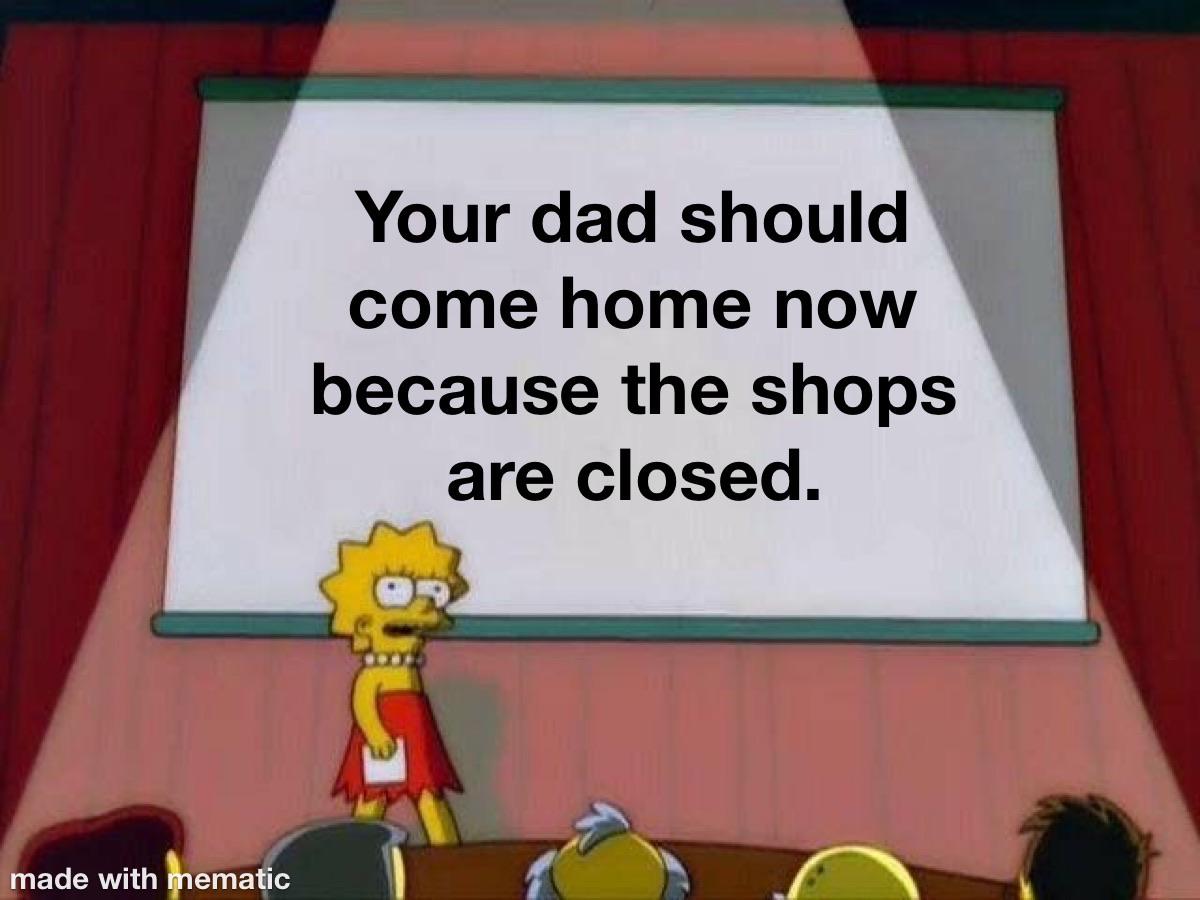 Your dad should
come home now
because the shops
are closed.
made with mematic